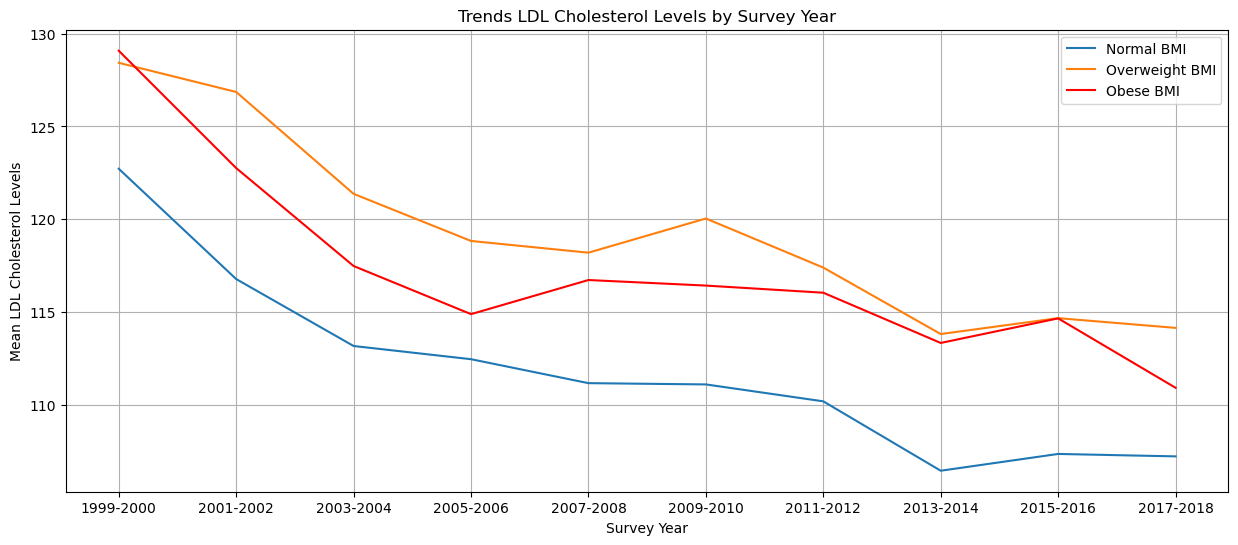 Trends LDL Cholesterol Levels by Survey Year
Normal BMI
Overweight BMI
Obese BMI
Mean LDL Cholesterol Levels
130
125
120
115
110
1999-2000 2001-2002 2003-2004 2005-2006 2007-2008 2009-2010 2011-2012 2013-2014 2015-2016 2017-2018
Survey Year